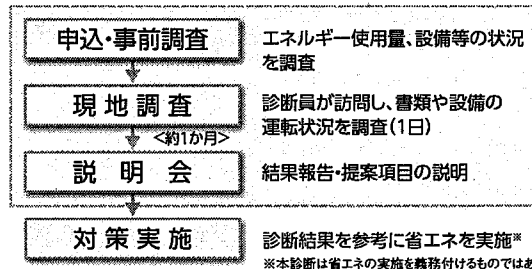 申込・事前調査
エネルギー使用量、設備等の状況
を調査
現地調査
診断員が訪問し、書類や設備の
運転状況を調査(1日)
<約1か月>
説明会
結果報告・提案項目の説明
対策実施
診断結果を参考に省エネを実施※
※本診断は省エネの実施を義務付けるものではあ